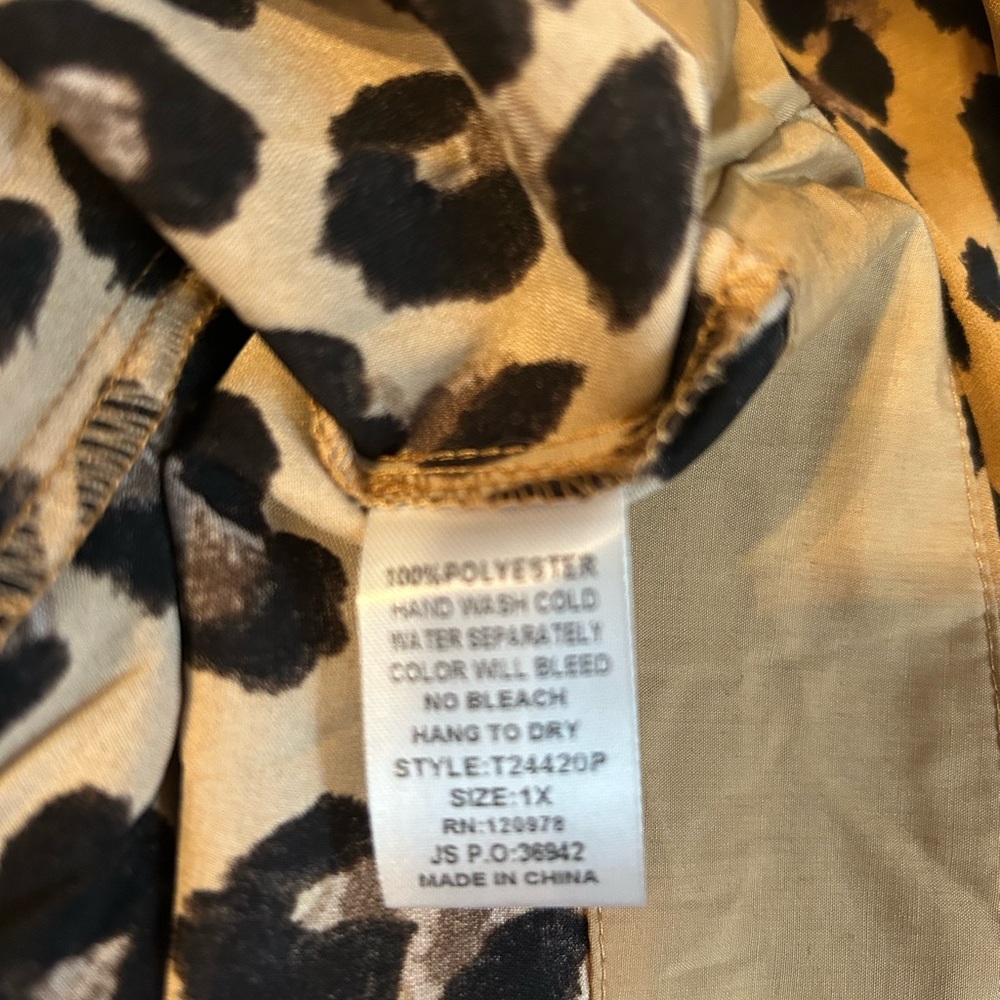 100%POLYESTER
HAND WASH COLD
WATER SEPARATELY
COLOR WILL BLEED
NO BLEACH
HANG TO DRY
STYLE:T24420P
SIZE:1X
RN:120978
JS P.O:36942
MADE IN CHINA